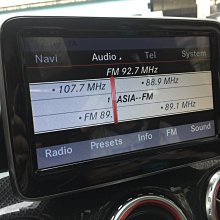 Navi Audio Tel System
FM 92.7 MHz
107.7 MHz 88.9 MHz
1 ASIA--FM
FM 89. 89.1 MHz
Radio Presets Info FM Sound